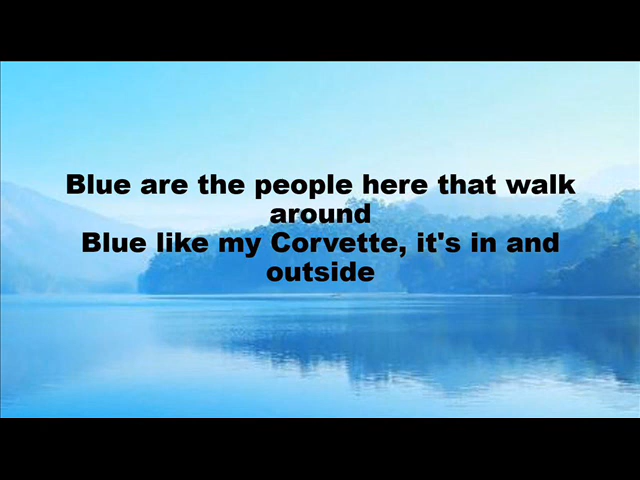 Blue are the people here that walk
around
Blue like my Corvette, it's in and
outside